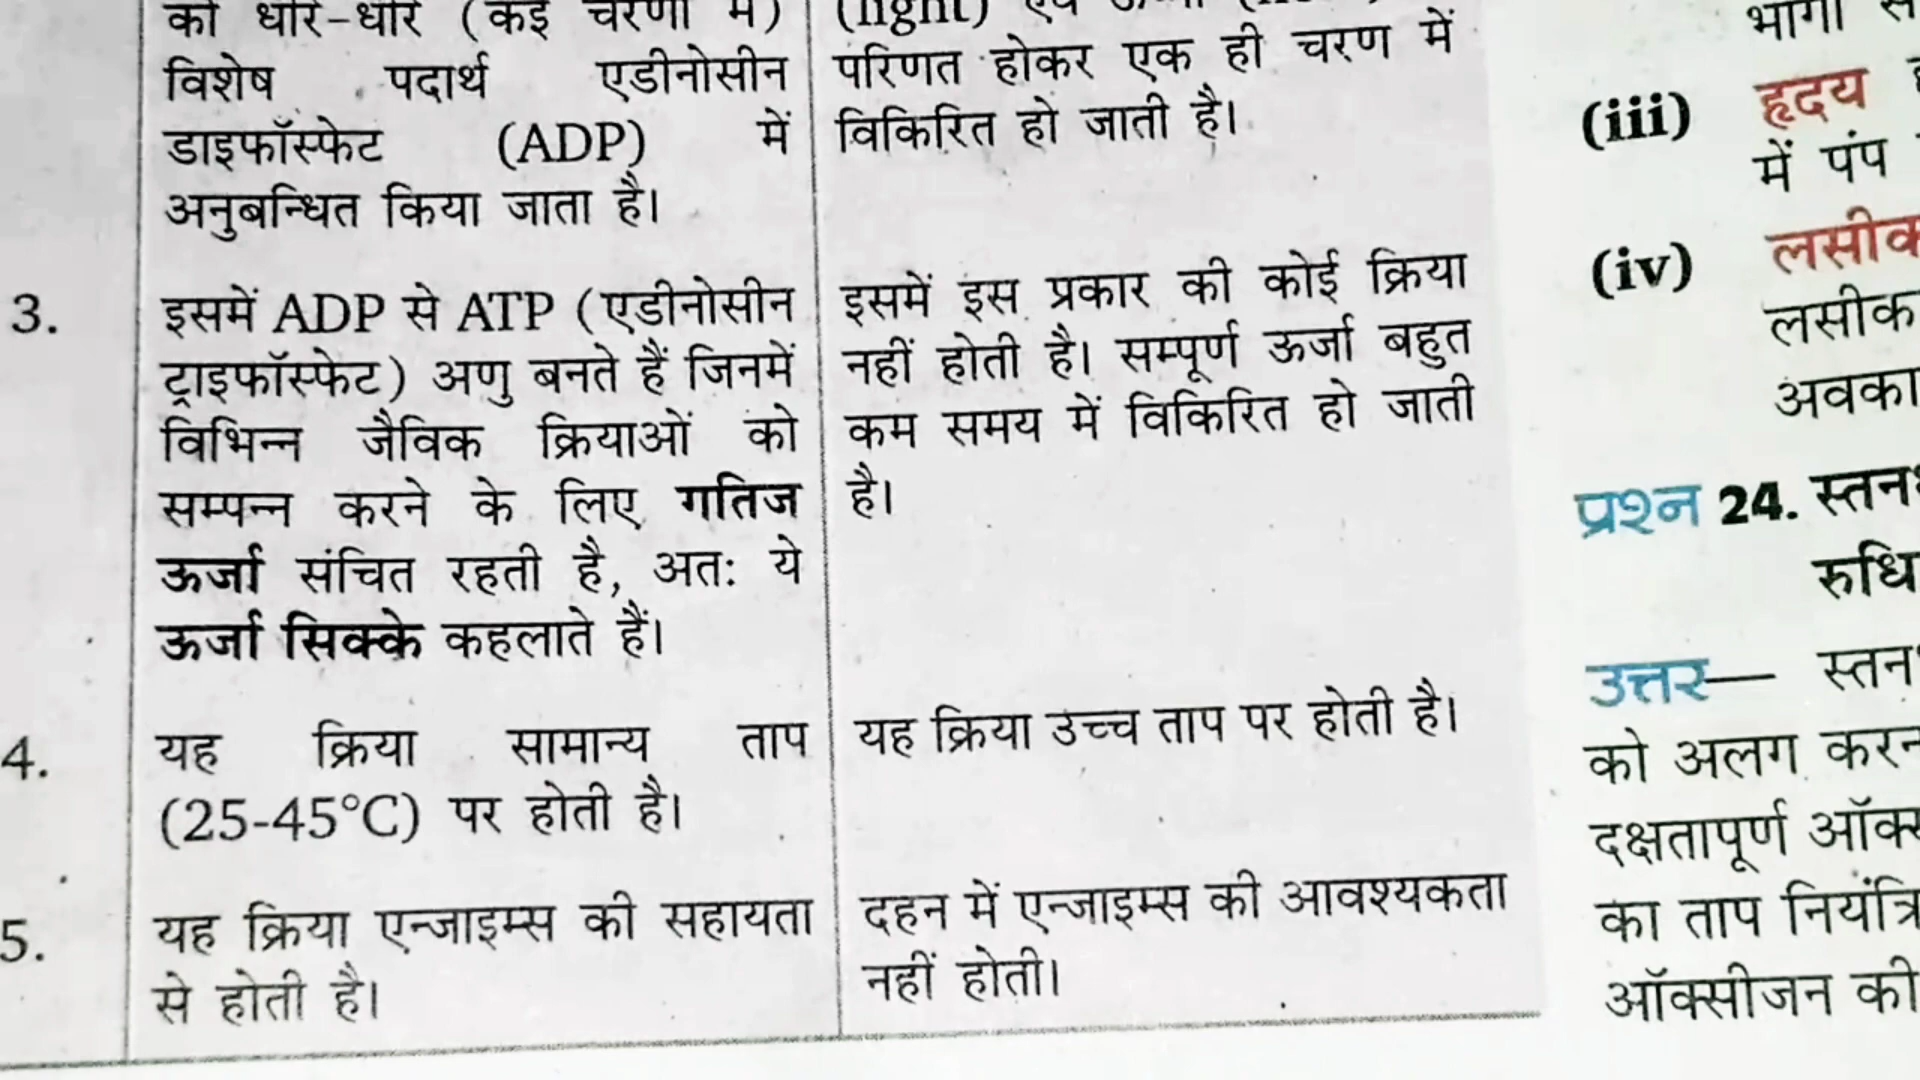 विशेष पदार्थ एडीनोसीन
डाइफॉस्फेट (ADP) में
अनुबन्धित किया जाता है।
परिणत होकर एक ही चरण में
विकिरित हो जाती है।
3.
इसमें ADP से ATP (एडीनोसीन
ट्राइफॉस्फेट) अणु बनते हैं जिनमें
विभिन्न जैविक क्रियाओं को
सम्पन्न करने के लिए गतिज
ऊर्जा संचित रहती है, अतः ये
ऊर्जा सिक्के कहलाते हैं।
इसमें इस प्रकार की कोई क्रिया
नहीं होती है। सम्पूर्ण ऊर्जा बहुत
कम समय में विकिरित हो जाती
है।
4.
यह क्रिया सामान्य ताप
(25-45°C) पर होती है।
यह क्रिया उच्च ताप पर होती है।
5.
यह क्रिया एन्जाइम्स की सहायता
से होती है।
दहन में एन्जाइम्स की आवश्यकता
नहीं होती।
(iii) हृदय
में पंप
(iv)
प्रश्न 24.
उत्तर—
को अलग
दक्षतापूर्ण
का ताप
ऑक्सीजन की